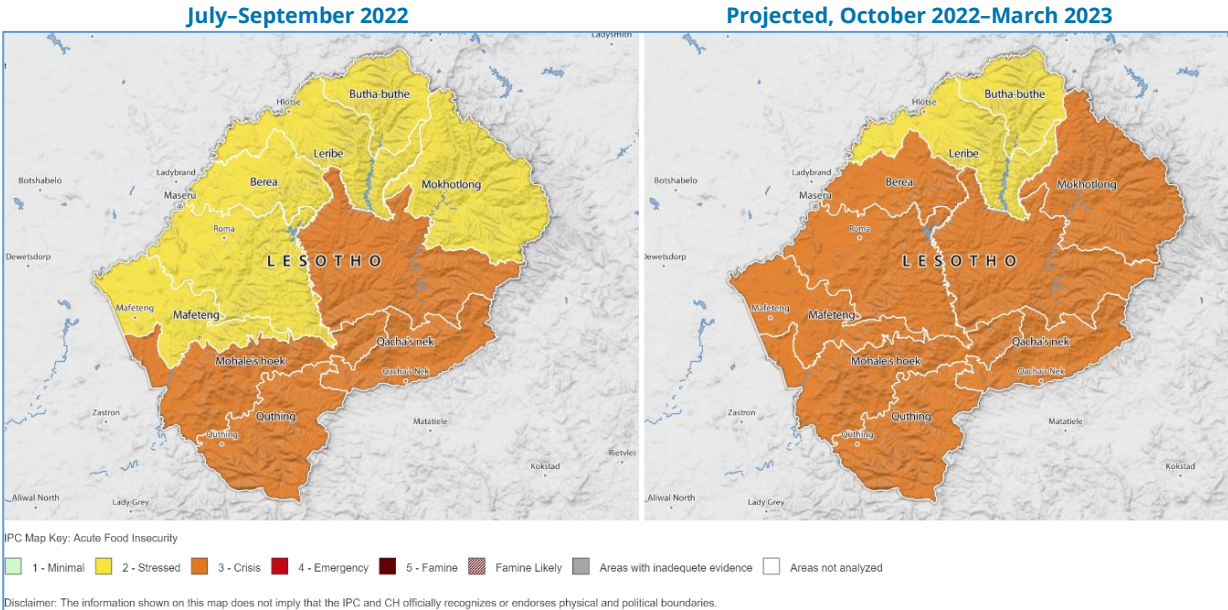 July–September 2022
Projected, October 2022–March 2023
Ladysmith
Butha-buthe
Hlotse
Leribe
Ladybrand
Berea
Botshabelo
Maseru
Mokhotlong
Roma
Dewetsdorp
LESOTHO
Mafeteng
Mafeteng
Mohale's hoek
Qacha's nek
Qacha's Nek
Zastron
Quthing
Quthing
Matatiele
Rietvlei
Kokstad
Aliwal North
Lady Grey
Butha-buthe
Hlotse
Leribe
Ladybrand
Berea
Botshabelo
Maseru
Mokhotlong
Roma
Dewetsdorp
LESOTHO
Mafeteng
Mafeteng
Mohale's hoek
Qacha's nek
Qacha's Nek
Zastron
Quthing
Quthing
Matatiele
Kokstad
Aliwal North
Lady Grey
IPC Map Key: Acute Food Insecurity
1 - Minimal 2 - Stressed 3 - Crisis 4 - Emergency 5 - Famine Famine Likely Areas with inadequete evidence Areas not analyzed
Disclaimer: The information shown on this map does not imply that the IPC and CH officially recognizes or endorses physical and political boundaries.